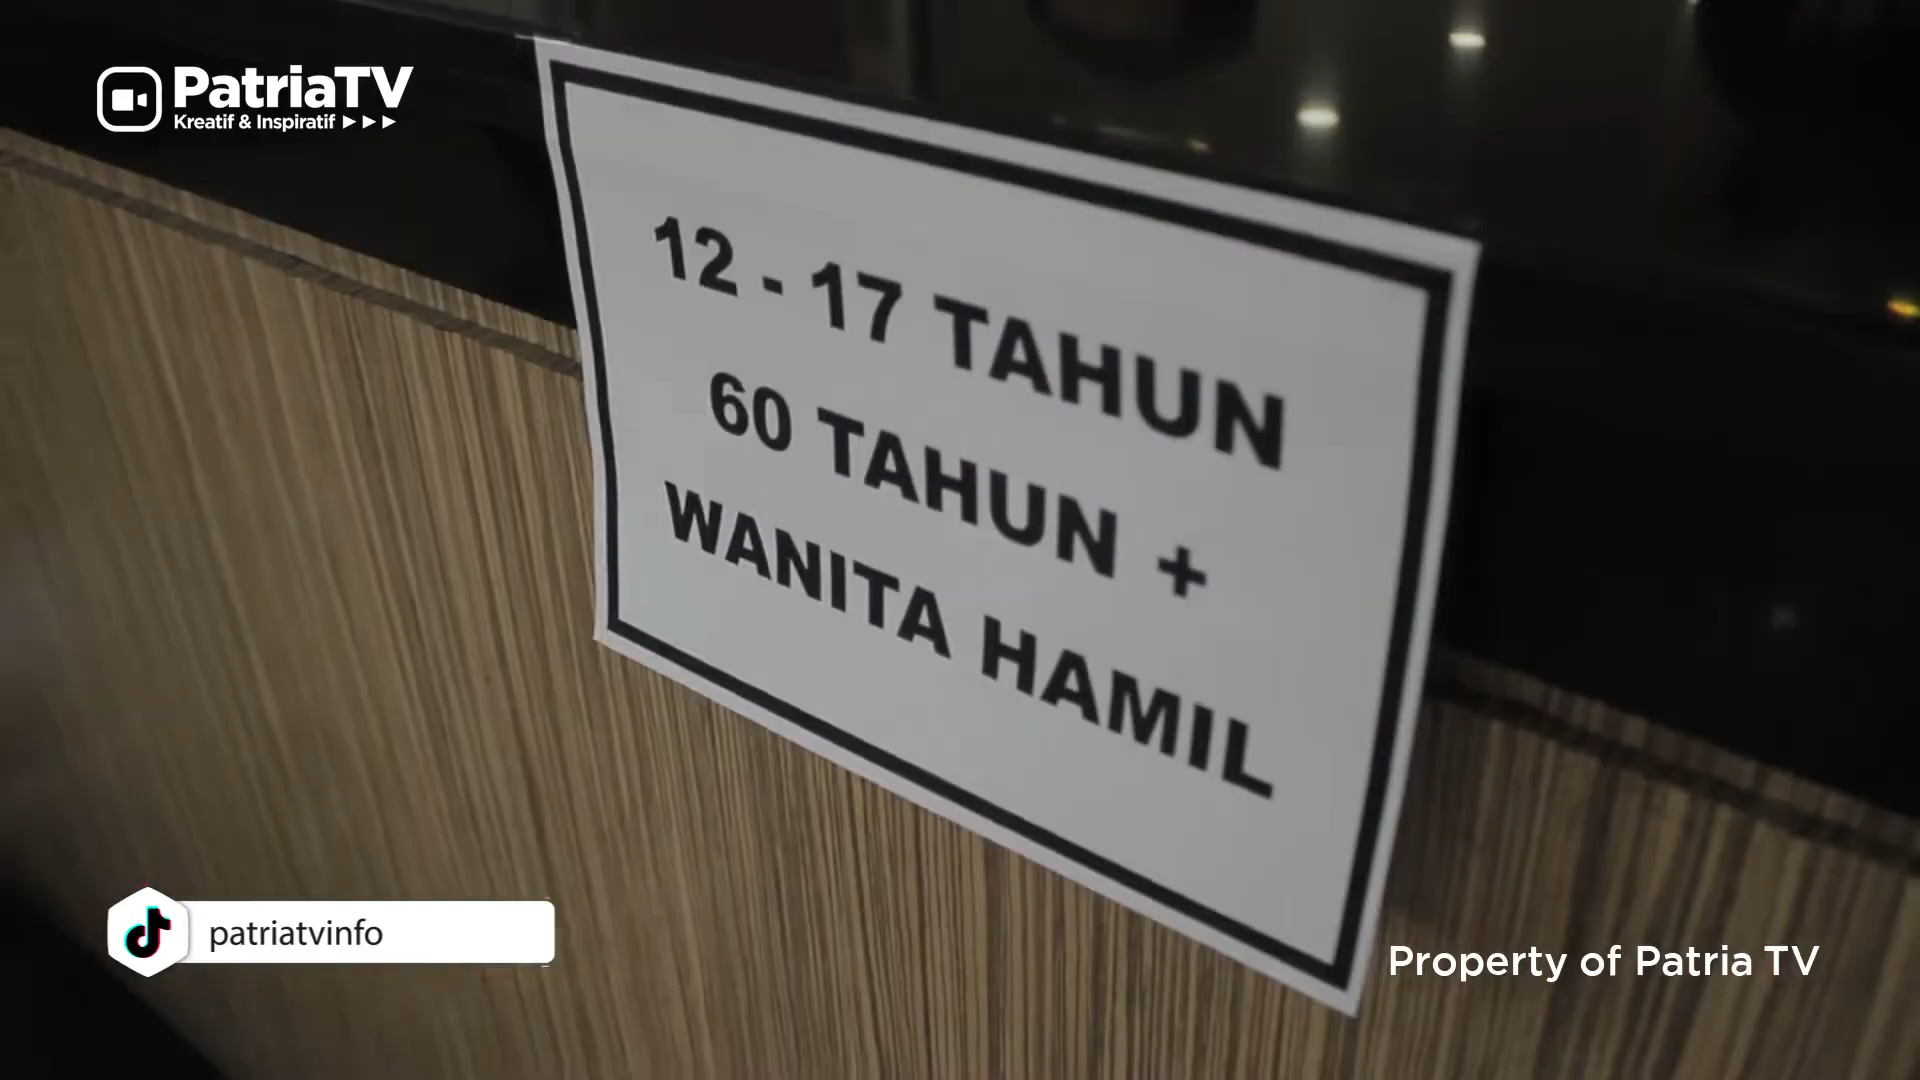 PatriaTV
Kreatif & Inspiratif
12 - 17 TAHUN
60 TAHUN +
WANITA HAMIL
patriatvinfo
Property of Patria TV